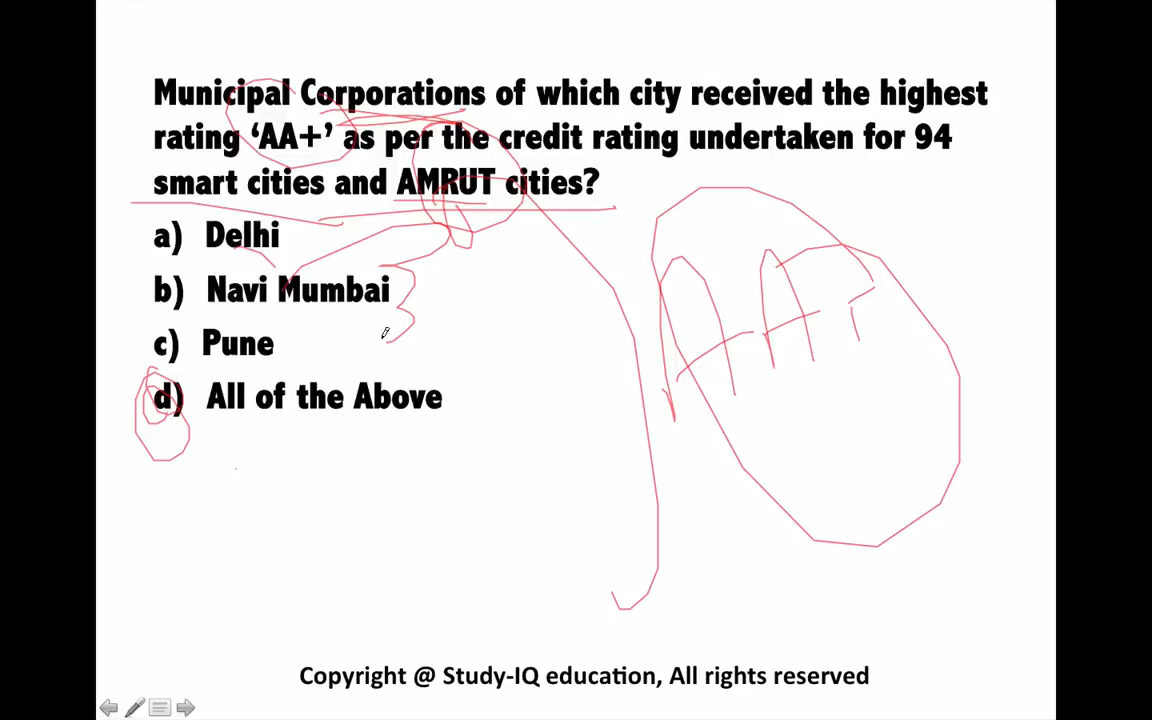 Municipal Corporations of which city received the highest
rating ‘AA+’ as per the credit rating undertaken for 94
smart cities and AMRUT cities?
a) Delhi
b) Navi Mumbai
c) Pune
d) All of the Above
Copyright @ Study-IQ education, All rights reserved